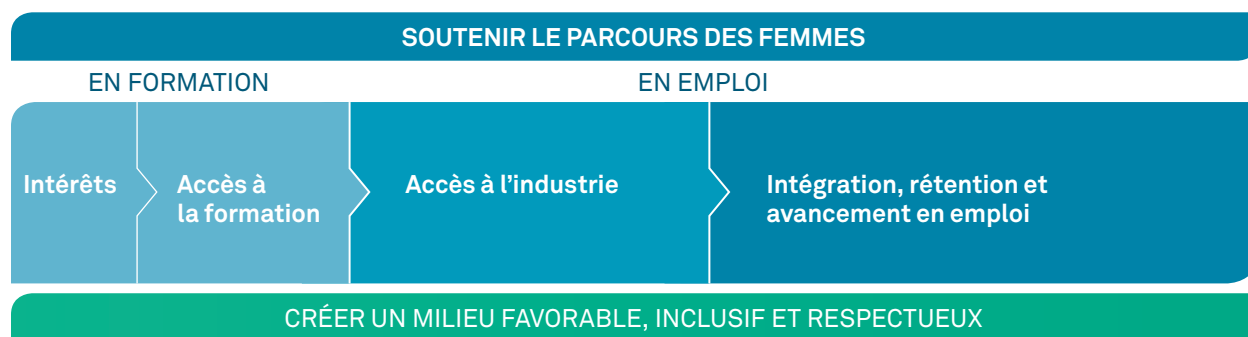 SOUTENIR LE PARCOURS DES FEMMES
EN FORMATION
EN EMPLOI
Intérêts
Accès à
la formation
Accès à l’industrie
Intégration, rétention et
avancement en emploi
CRÉER UN MILIEU FAVORABLE, INCLUSIF ET RESPECTUEUX